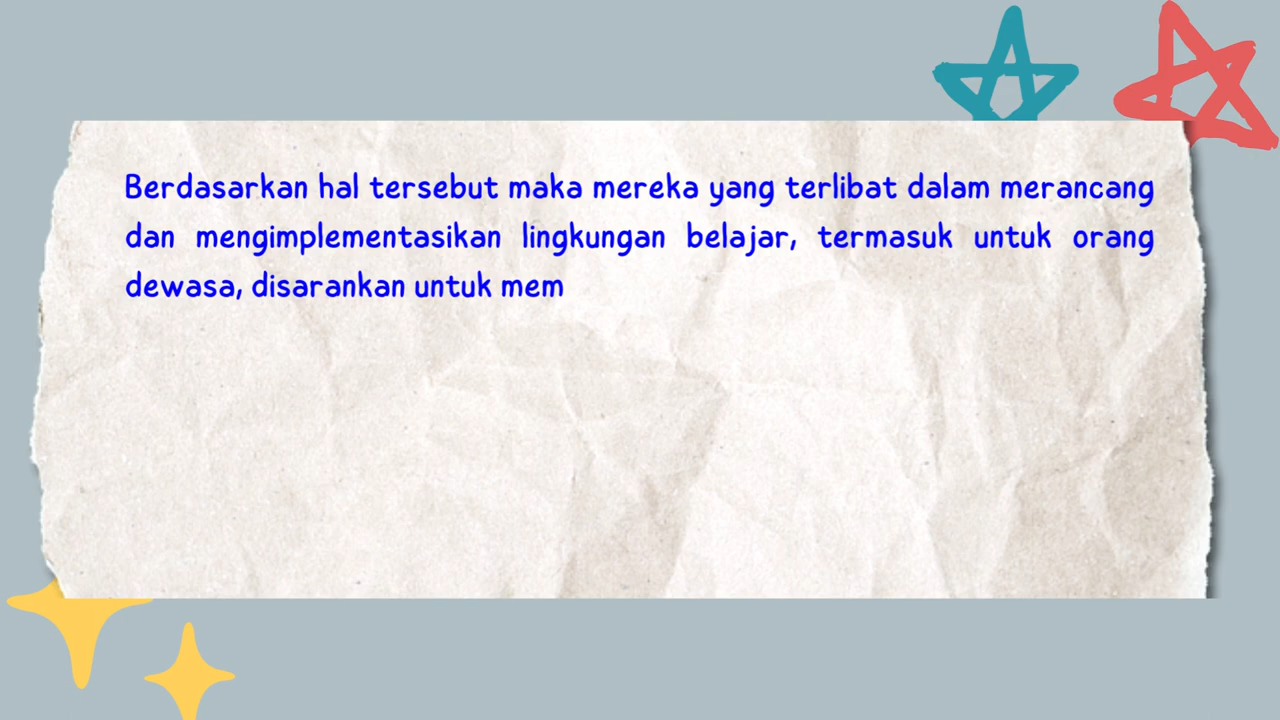 Berdasarkan hal tersebut maka mereka yang terlibat dalam merancang
dan mengimplementasikan lingkungan belajar, termasuk untuk orang
dewasa, disarankan untuk mem